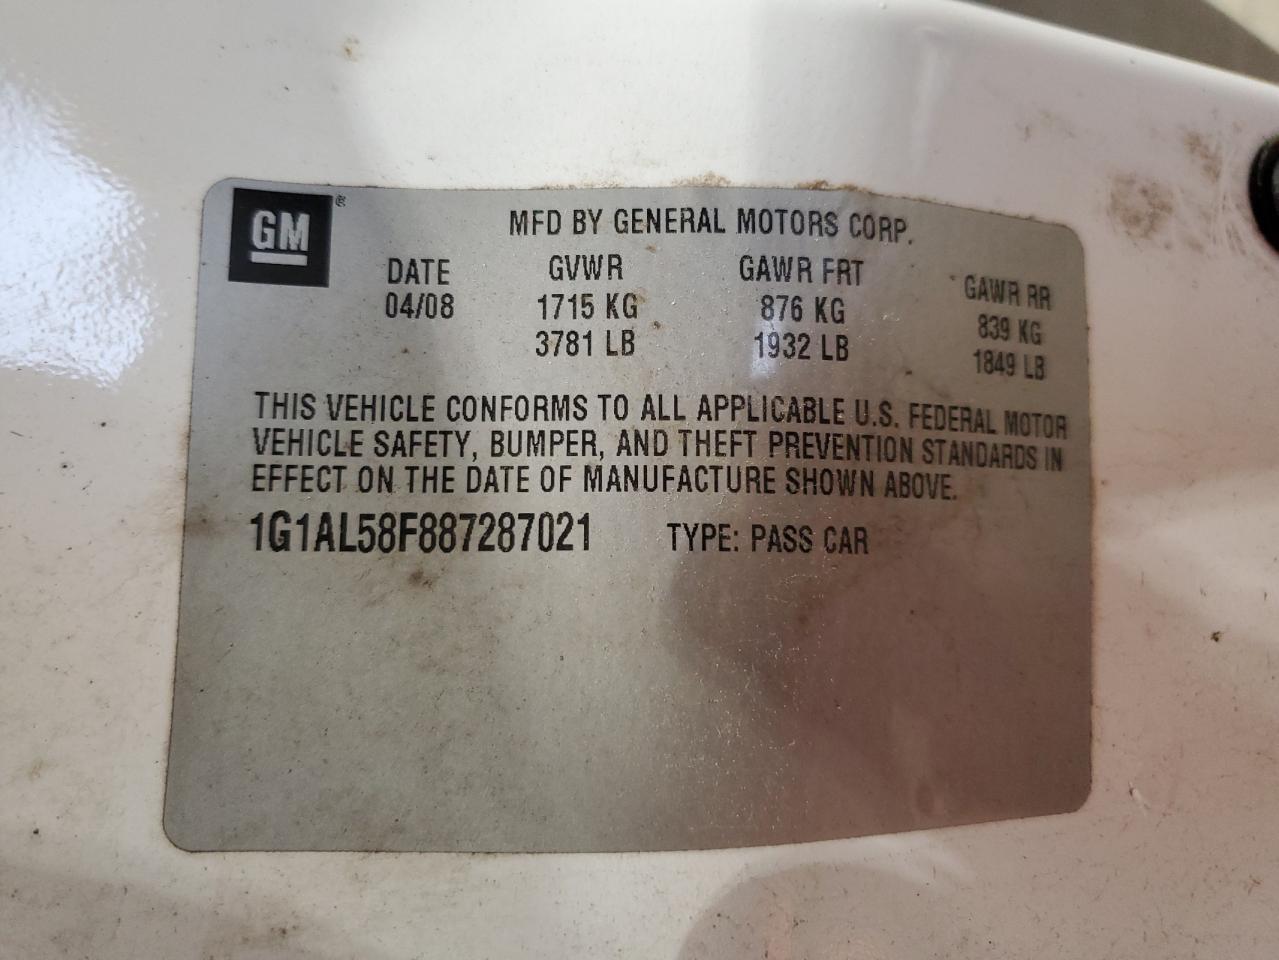 GM ®
MFD BY GENERAL MOTORS CORP.
DATE GVWR GAWR FRT GAWR RR
04/08 1715 KG 876 KG 839 KG
3781 LB 1932 LB 1849 LB
THIS VEHICLE CONFORMS TO ALL APPLICABLE U.S. FEDERAL MOTOR
VEHICLE SAFETY, BUMPER, AND THEFT PREVENTION STANDARDS IN
EFFECT ON THE DATE OF MANUFACTURE SHOWN ABOVE.
1G1AL58F887287021 TYPE: PASS CAR